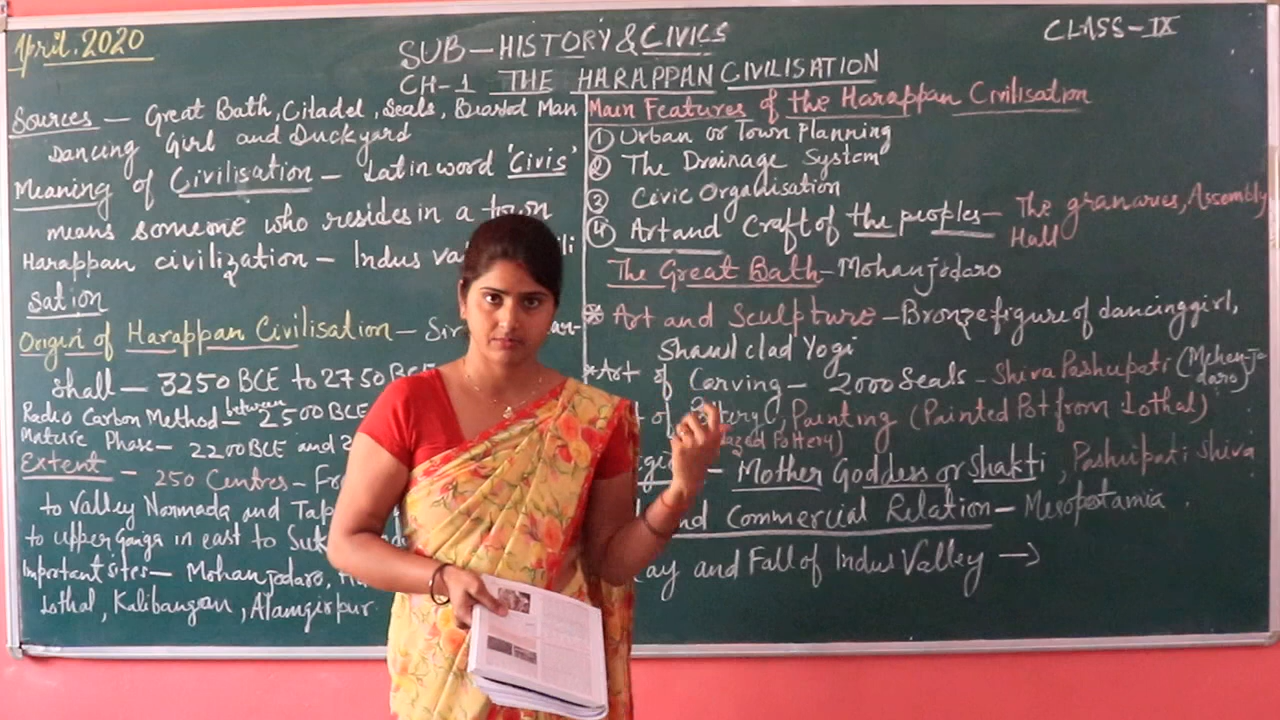 April.2020
SUB-HISTORY & CIVICS
CLASS-IX
CH-1 THE HARAPPAN CIVILISATION
Sources - Great Bath, Citadel, Seals, Bearded Man
Dancing Girl and Duckyard
Meaning of Civilisation - Latin word 'Civis'
means someone who resides in a town
Harappan civilization - Indus va
sation
Origin of Harappan Civilisation - Sir
shall - 3250 BCE to 2750 BCE
Radio Carbon Method - between 2500 BCE
Mature Phase - 2200 BCE and 2
Extent - 250 Centres - Fr
to Valley Normada and Tap
to upper Ganga in east to Suk
Important sites - Mohanjodaro, H
Lothal, Kalibangan, Alamgirpur.
Main Features of the Harappan Civilisation
① Urban or Town Planning
② The Drainage System
③ Civic Organisation
④ Art and Craft of the peoples - The granaries, Assembly
Hall
The Great Bath - Mohanjodaro
* Art and Sculpture - Bronze figure of dancing girl,
Shawl clad Yogi
* Art of Carving - 2000 Seals - Shiva Pashupati (Mohenjo-
daro)
t of Pottery, Painting (Painted Pot from Lothal)
azed Pottery)
- Mother Goddess or Shakti, Pashupati Shiva
and Commercial Relation - Mesopotamia.
cay and Fall of Indus Valley →